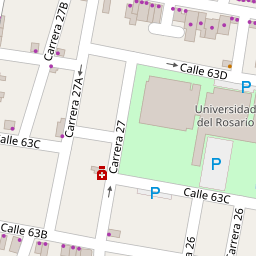 Carrera 27B
Calle 63D
Carrera 27A
Universidad
del Rosario
P
Carrera 27
Calle 63C
P
P
Calle 63C
Carrera 26
Calle 63B
26